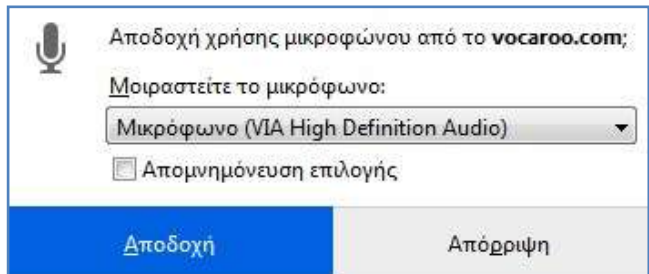 Αποδοχή χρήσης μικροφώνου από το vocaroo.com;
Μοιραστείτε το μικρόφωνο:
Μικρόφωνο (VIA High Definition Audio)
Απομνημόνευση επιλογής
Αποδοχή Απόρριψη